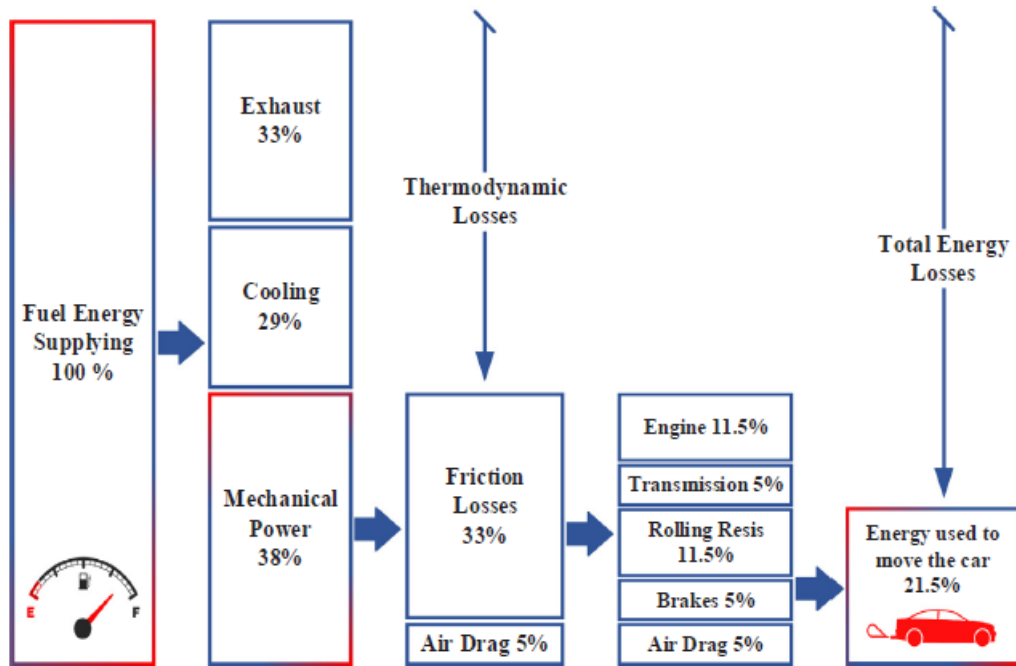 Fuel Energy
Supplying
100 %
E
F
Exhaust
33%
Cooling
29%
Mechanical
Power
38%
Thermodynamic
Losses
Friction
Losses
33%
Air Drag 5%
Engine 11.5%
Transmission 5%
Rolling Resis
11.5%
Brakes 5%
Air Drag 5%
Total Energy
Losses
Energy used to
move the car
21.5%